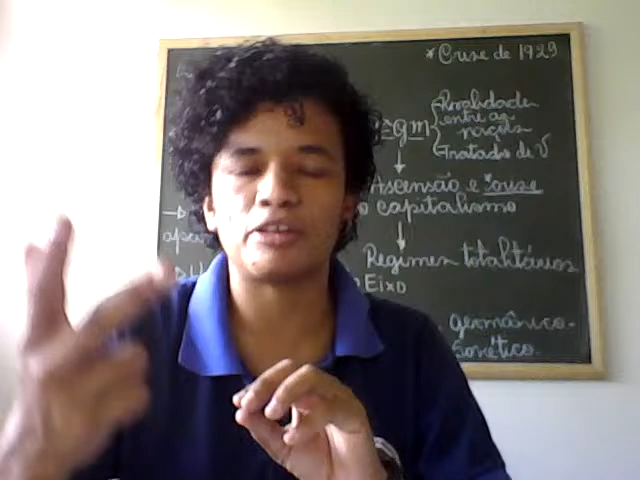 * Crise de 1929
Rivalidade
entre as
nações
Tratado de V
Ascensão e *crise
capitalismo
Regimes totalitários
Eixo
germânico-
soviético